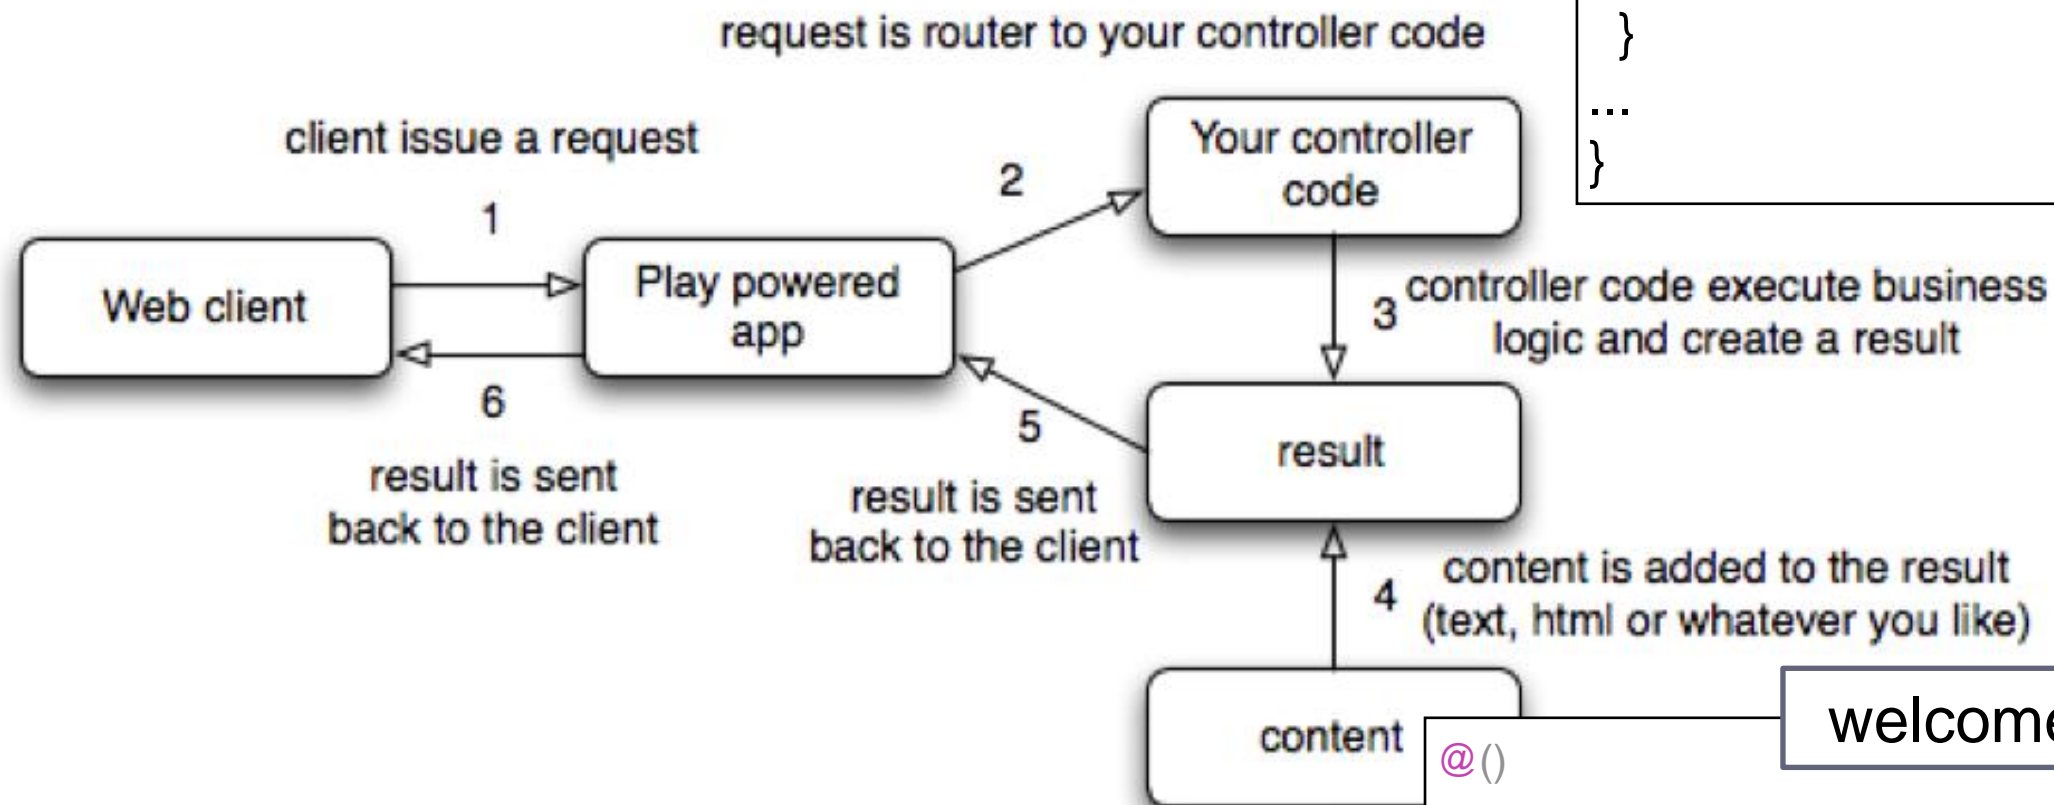 request is router to your controller code
}
...
}
client issue a request
1
2
Your controller
code
Web client
Play powered
app
3
controller code execute business
logic and create a result
6
result is sent
back to the client
5
result is sent
back to the client
result
4
content is added to the result
(text, html or whatever you like)
content
@()